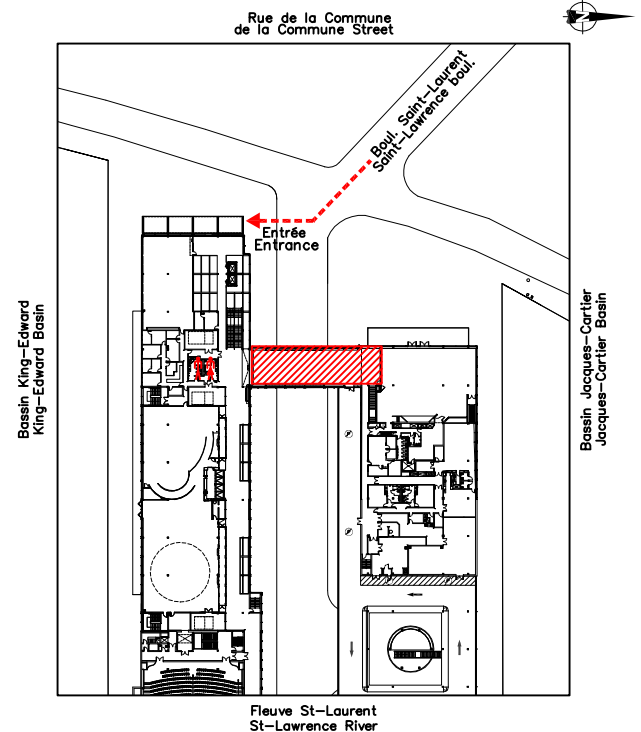 Rue de la Commune
de la Commune Street
N
Boul. Saint-Laurent
Saint-Lawrence boul.
Entrée
Entrance
Bassin King-Edward
King-Edward Basin
Bassin Jacques-Cartier
Jacques-Cartier Basin
Fleuve St-Laurent
St-Lawrence River